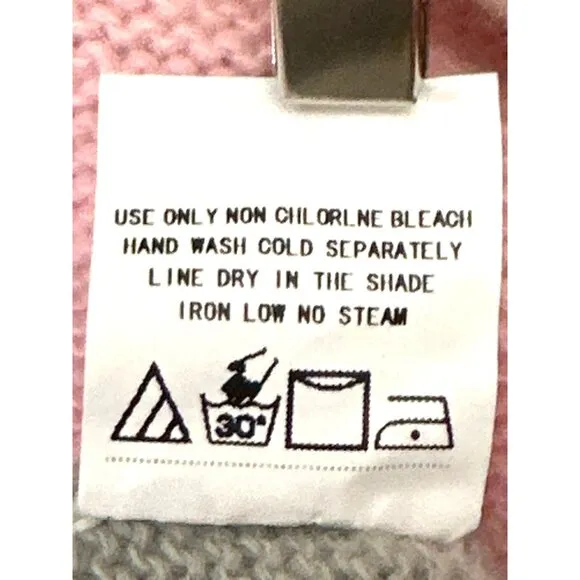 USE ONLY NON CHLORLNE BLEACH
HAND WASH COLD SEPARATELY
LINE DRY IN THE SHADE
IRON LOW NO STEAM
30°